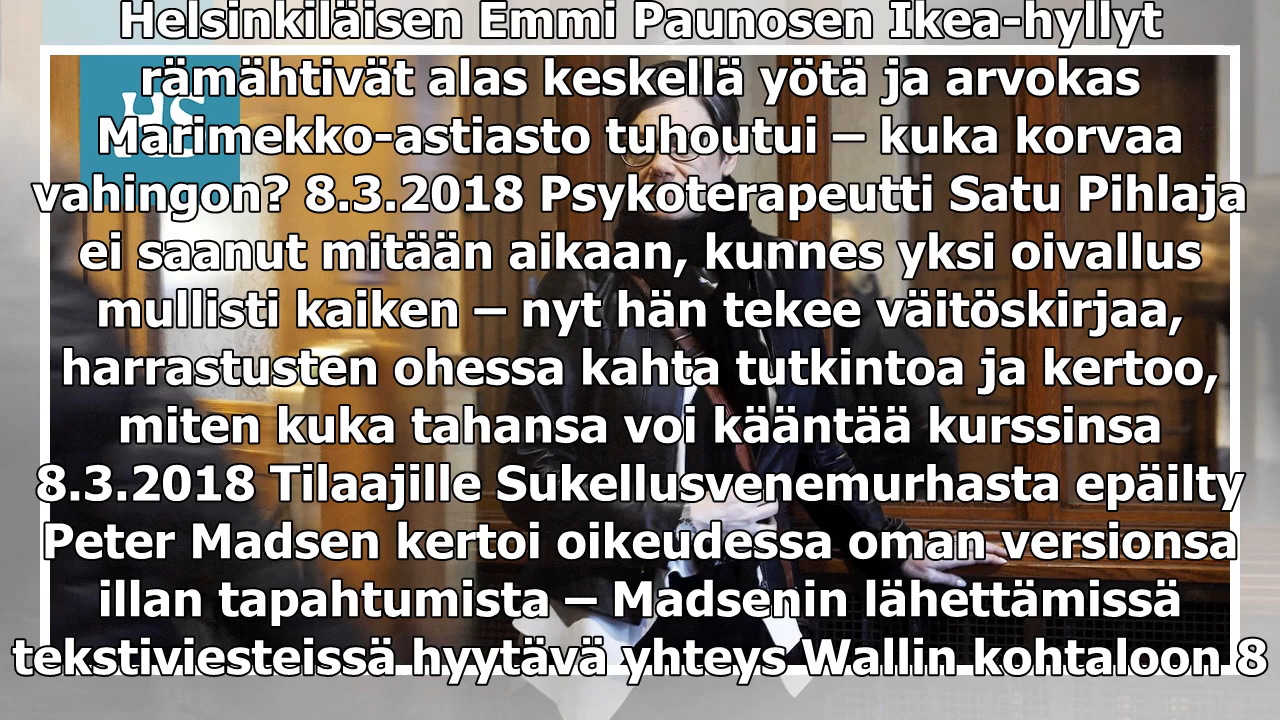 Helsinkiläisen Emmi Paunosen Ikea-hyllyt
rämähtivät alas keskellä yötä ja arvokas
Marimekko-astiasto tuhoutui – kuka korvaa
vahingon? 8.3.2018 Psykoterapeutti Satu Pihlaja
ei saanut mitään aikaan, kunnes yksi oivallus
mullisti kaiken – nyt hän tekee väitöskirjaa,
harrastusten ohessa kahta tutkintoa ja kertoo,
miten kuka tahansa voi kääntää kurssinsa
8.3.2018 Tilaajille Sukellusvenemurhasta epäilty
Peter Madsen kertoi oikeudessa oman versionsa
illan tapahtumista – Madsenin lähettämissä
tekstiviesteissä hyytävä yhteys Wallin kohtaloon 8
HS